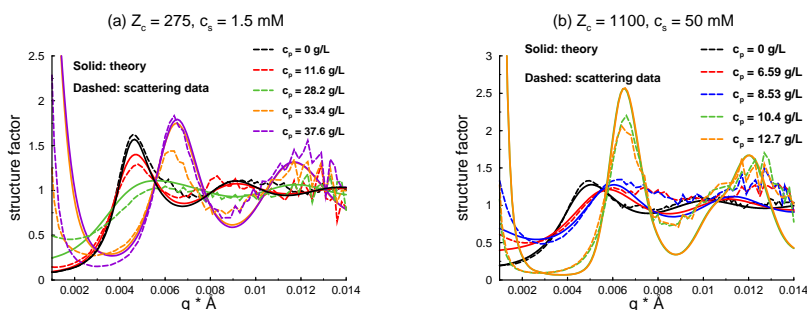 (a) Z_c = 275, c_s = 1.5 mM
structure factor
2.5
2
1.5
1
0.5
0
Solid: theory
Dashed: scattering data
c_p = 0 g/L
c_p = 11.6 g/L
c_p = 28.2 g/L
c_p = 33.4 g/L
c_p = 37.6 g/L
0.002 0.004 0.006 0.008 0.01 0.012 0.014
q * Å
(b) Z_c = 1100, c_s = 50 mM
structure factor
3
2.5
2
1.5
1
0.5
0
Solid: theory
Dashed: scattering data
c_p = 0 g/L
c_p = 6.59 g/L
c_p = 8.53 g/L
c_p = 10.4 g/L
c_p = 12.7 g/L
0.002 0.004 0.006 0.008 0.01 0.012 0.014
q * Å